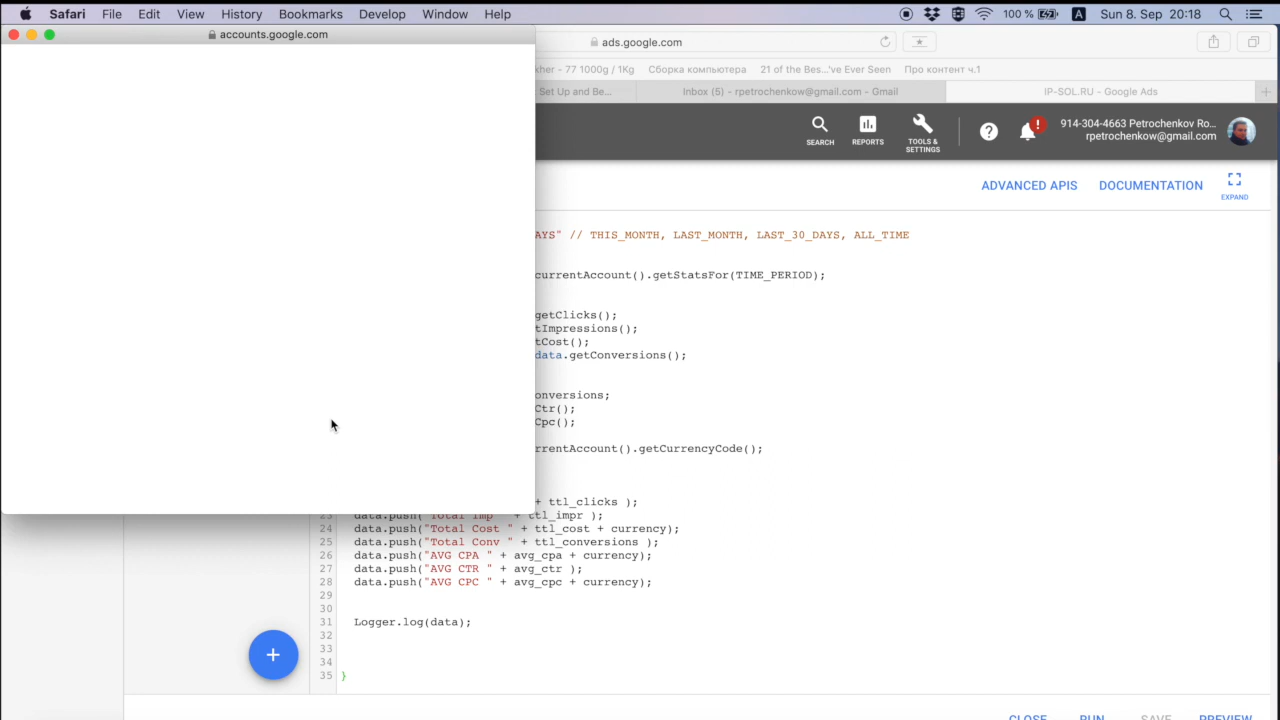 Safari File Edit View History Bookmarks Develop Window Help 100 % A Sun 8. Sep 20:18
accounts.google.com
ads.google.com
kher - 77 1000g / 1Kg Сборка компьютера 21 of the Bes...'ve Ever Seen Про контент ч.1
Set Up and Be... Inbox (5) - rpetrochenkow@gmail.com - Gmail IP-SOL.RU - Google Ads +
SEARCH REPORTS TOOLS & SETTINGS ? ! 914-304-4663 Petrochenkov Ro...
rpetrochenkow@gmail.com
ADVANCED APIS DOCUMENTATION EXPAND
AYS" // THIS_MONTH, LAST_MONTH, LAST_30_DAYS, ALL_TIME
currentAccount().getStatsFor(TIME_PERIOD);
getClicks();
tImpressions();
tCost();
data.getConversions();
onversions;
Ctr();
Cpc();
rrentAccount().getCurrencyCode();
+ ttl_clicks );
23 data.push("Total Imp " + ttl_impr );
24 data.push("Total Cost " + ttl_cost + currency);
25 data.push("Total Conv " + ttl_conversions );
26 data.push("AVG CPA " + avg_cpa + currency);
27 data.push("AVG CTR " + avg_ctr );
28 data.push("AVG CPC " + avg_cpc + currency);
29
30
31 Logger.log(data);
32
33
34
35 }
+
CLOSE RUN SAVE PREVIEW